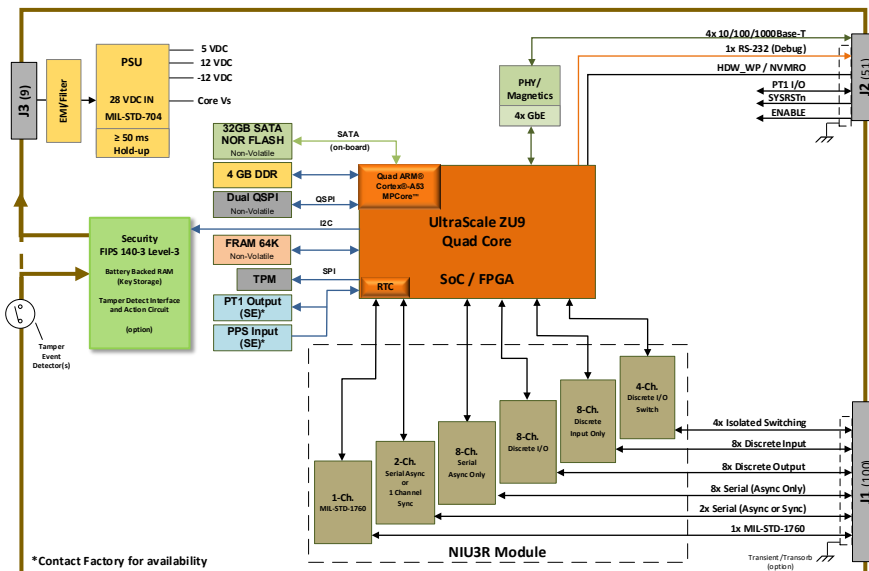 4x 10/100/1000Base-T
1x RS-232 (Debug)
HDW_WP / NVMRO
PT1 I/O
SYSRSTn
ENABLE
J2 (51)
J3 (9)
EMI/Filter
PSU
28 VDC IN
MIL-STD-704
≥ 50 ms
Hold-up
5 VDC
12 VDC
-12 VDC
Core Vs
PHY/
Magnetics
4x GbE
32GB SATA
NOR FLASH
Non-Volatile
SATA
(on-board)
4 GB DDR
Dual QSPI
Non-Volatile
QSPI
I2C
FRAM 64K
Non-Volatile
TPM
SPI
PT1 Output
(SE)*
PPS Input
(SE)*
Quad ARM®
Cortex®-A53
MPCore™
UltraScale ZU9
Quad Core
SoC / FPGA
RTC
Security
FIPS 140-3 Level-3
Battery Backed RAM
(Key Storage)
Tamper Detect Interface
and Action Circuit
(option)
Tamper
Event
Detector(s)
1-Ch.
MIL-STD-1760
2-Ch.
Serial Async
or
1 Channel
Sync
8-Ch.
Serial
Async Only
8-Ch.
Discrete I/O
8-Ch.
Discrete
Input Only
4-Ch.
Discrete I/O
Switch
4x Isolated Switching
8x Discrete Input
8x Discrete Output
8x Serial (Async Only)
2x Serial (Async or Sync)
1x MIL-STD-1760
J1 (100)
NIU3R Module
Transient/Transorb
(option)
*Contact Factory for availability